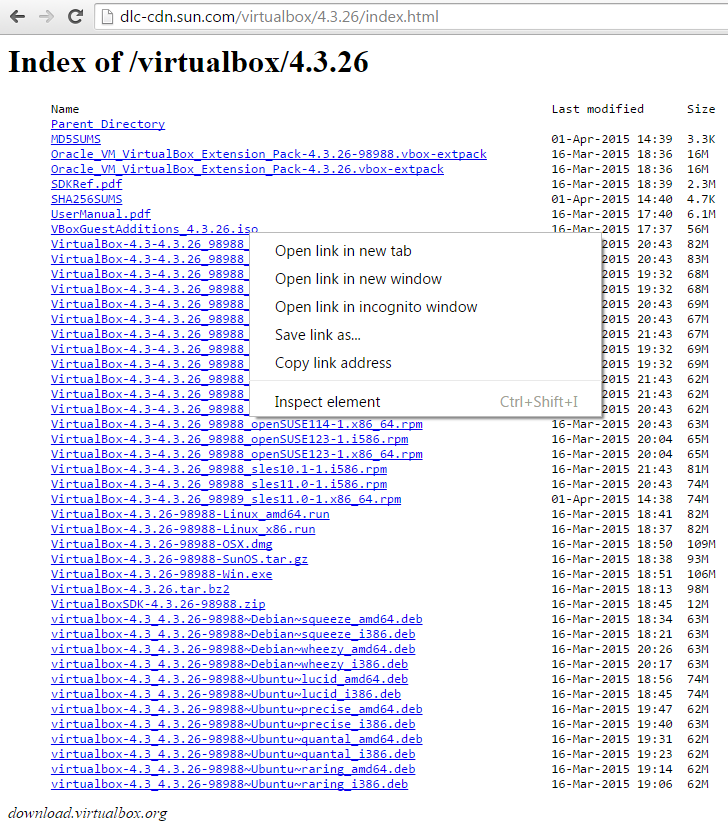 dlc-cdn.sun.com/virtualbox/4.3.26/index.html
Index of /virtualbox/4.3.26
Name Last modified Size
Parent Directory
MD5SUMS 01-Apr-2015 14:39 3.3K
Oracle_VM_VirtualBox_Extension_Pack-4.3.26-98988.vbox-extpack 16-Mar-2015 18:36 16M
Oracle_VM_VirtualBox_Extension_Pack-4.3.26.vbox-extpack 16-Mar-2015 18:36 16M
SDKRef.pdf 16-Mar-2015 18:39 2.3M
SHA256SUMS 01-Apr-2015 14:40 4.7K
UserManual.pdf 16-Mar-2015 17:40 6.1M
VBoxGuestAdditions_4.3.26.iso 16-Mar-2015 17:37 56M
VirtualBox-4.3-4.3.26_98988_ 20:43 82M
VirtualBox-4.3-4.3.26_98988_ 20:43 83M
VirtualBox-4.3-4.3.26_98988_ 19:32 68M
VirtualBox-4.3-4.3.26_98988_ 19:32 68M
VirtualBox-4.3-4.3.26_98988_ 20:43 69M
VirtualBox-4.3-4.3.26_98988_ 20:43 67M
VirtualBox-4.3-4.3.26_98988_ 21:43 67M
VirtualBox-4.3-4.3.26_98988_ 19:32 69M
VirtualBox-4.3-4.3.26_98988_ 19:32 69M
VirtualBox-4.3-4.3.26_98988_ 21:43 62M
VirtualBox-4.3-4.3.26_98988_ 20:43 62M
VirtualBox-4.3-4.3.26_98988_ 20:43 62M
Open link in new tab
Open link in new window
Open link in incognito window
Save link as...
Copy link address
Inspect element Ctrl+Shift+I
VirtualBox-4.3-4.3.26_98988_openSUSE114-1.x86_64.rpm 16-Mar-2015 20:43 63M
VirtualBox-4.3-4.3.26_98988_openSUSE123-1.i586.rpm 16-Mar-2015 20:04 65M
VirtualBox-4.3-4.3.26_98988_openSUSE123-1.x86_64.rpm 16-Mar-2015 20:04 65M
VirtualBox-4.3-4.3.26_98988_sles10.1-1.i586.rpm 16-Mar-2015 21:43 81M
VirtualBox-4.3-4.3.26_98988_sles11.0-1.i586.rpm 16-Mar-2015 20:43 74M
VirtualBox-4.3-4.3.26_98989_sles11.0-1.x86_64.rpm 01-Apr-2015 14:38 74M
VirtualBox-4.3.26-98988-Linux_amd64.run 16-Mar-2015 18:41 82M
VirtualBox-4.3.26-98988-Linux_x86.run 16-Mar-2015 18:37 82M
VirtualBox-4.3.26-98988-OSX.dmg 16-Mar-2015 18:50 109M
VirtualBox-4.3.26-98988-SunOS.tar.gz 16-Mar-2015 18:38 93M
VirtualBox-4.3.26-98988-Win.exe 16-Mar-2015 18:51 106M
VirtualBox-4.3.26.tar.bz2 16-Mar-2015 18:13 98M
VirtualBoxSDK-4.3.26-98988.zip 16-Mar-2015 18:45 12M
virtualbox-4.3_4.3.26-98988~Debian~squeeze_amd64.deb 16-Mar-2015 18:34 63M
virtualbox-4.3_4.3.26-98988~Debian~squeeze_i386.deb 16-Mar-2015 18:21 63M
virtualbox-4.3_4.3.26-98988~Debian~wheezy_amd64.deb 16-Mar-2015 20:26 63M
virtualbox-4.3_4.3.26-98988~Debian~wheezy_i386.deb 16-Mar-2015 20:17 63M
virtualbox-4.3_4.3.26-98988~Ubuntu~lucid_amd64.deb 16-Mar-2015 18:56 74M
virtualbox-4.3_4.3.26-98988~Ubuntu~lucid_i386.deb 16-Mar-2015 18:45 74M
virtualbox-4.3_4.3.26-98988~Ubuntu~precise_amd64.deb 16-Mar-2015 19:47 62M
virtualbox-4.3_4.3.26-98988~Ubuntu~precise_i386.deb 16-Mar-2015 19:40 63M
virtualbox-4.3_4.3.26-98988~Ubuntu~quantal_amd64.deb 16-Mar-2015 19:31 62M
virtualbox-4.3_4.3.26-98988~Ubuntu~quantal_i386.deb 16-Mar-2015 19:23 62M
virtualbox-4.3_4.3.26-98988~Ubuntu~raring_amd64.deb 16-Mar-2015 19:14 62M
virtualbox-4.3_4.3.26-98988~Ubuntu~raring_i386.deb 16-Mar-2015 19:06 62M
download.virtualbox.org